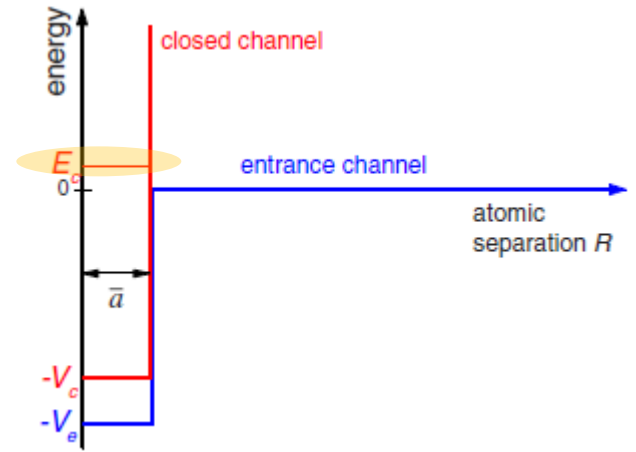 energy
closed channel
E_c
entrance channel
0
atomic
separation R
ā
-V_c
-V_e